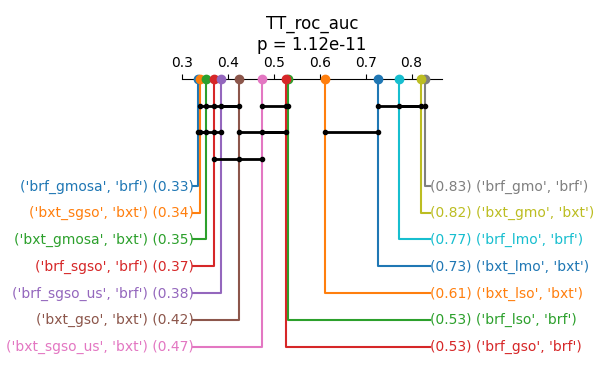 TT_roc_auc
p = 1.12e-11
0.3 0.4 0.5 0.6 0.7 0.8
('brf_gmosa', 'brf') (0.33) (0.83) ('brf_gmo', 'brf')
('bxt_sgso', 'bxt') (0.34) (0.82) ('bxt_gmo', 'bxt')
('bxt_gmosa', 'bxt') (0.35) (0.77) ('brf_lmo', 'brf')
('brf_sgso', 'brf') (0.37) (0.73) ('bxt_lmo', 'bxt')
('brf_sgso_us', 'brf') (0.38) (0.61) ('bxt_lso', 'bxt')
('bxt_gso', 'bxt') (0.42) (0.53) ('brf_lso', 'brf')
('bxt_sgso_us', 'bxt') (0.47) (0.53) ('brf_gso', 'brf')